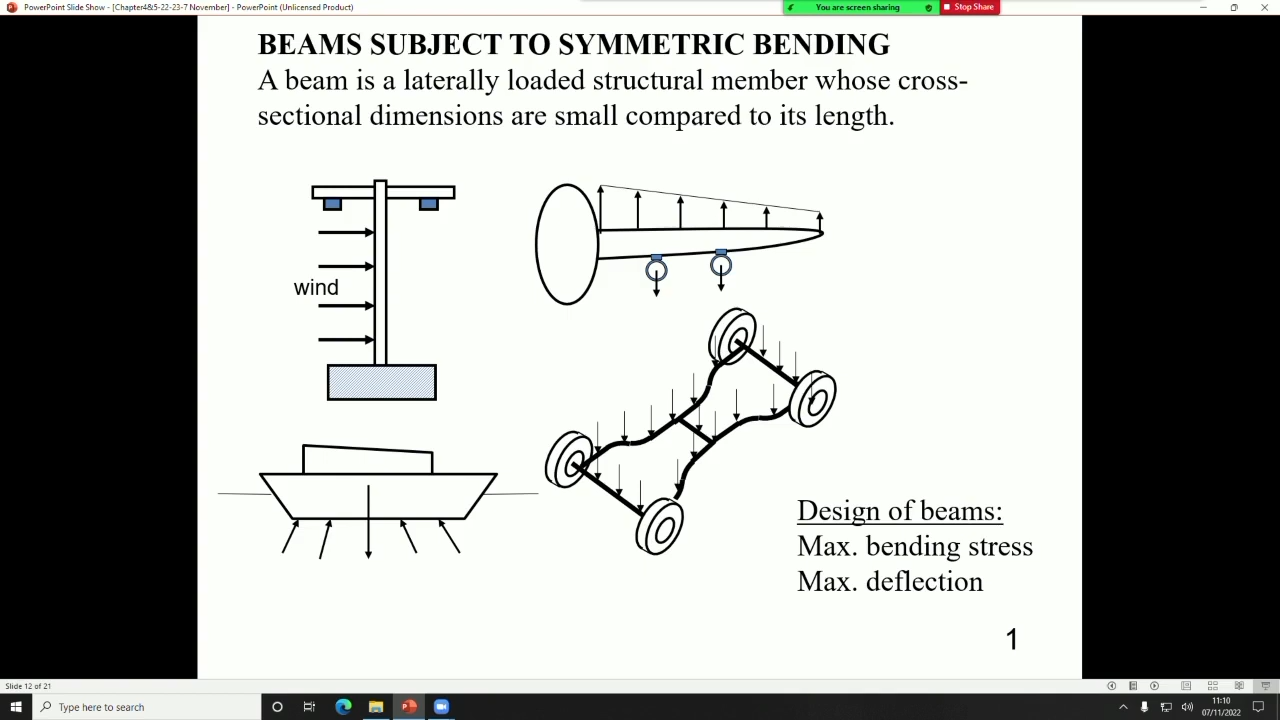 PowerPoint Slide Show - [Chapter4&5-22-23-7 November] - PowerPoint (Unlicensed Product)
You are screen sharing
Stop Share
BEAMS SUBJECT TO SYMMETRIC BENDING
A beam is a laterally loaded structural member whose cross-
sectional dimensions are small compared to its length.
wind
Design of beams:
Max. bending stress
Max. deflection
1
Slide 12 of 21
Type here to search
11:10
07/11/2022